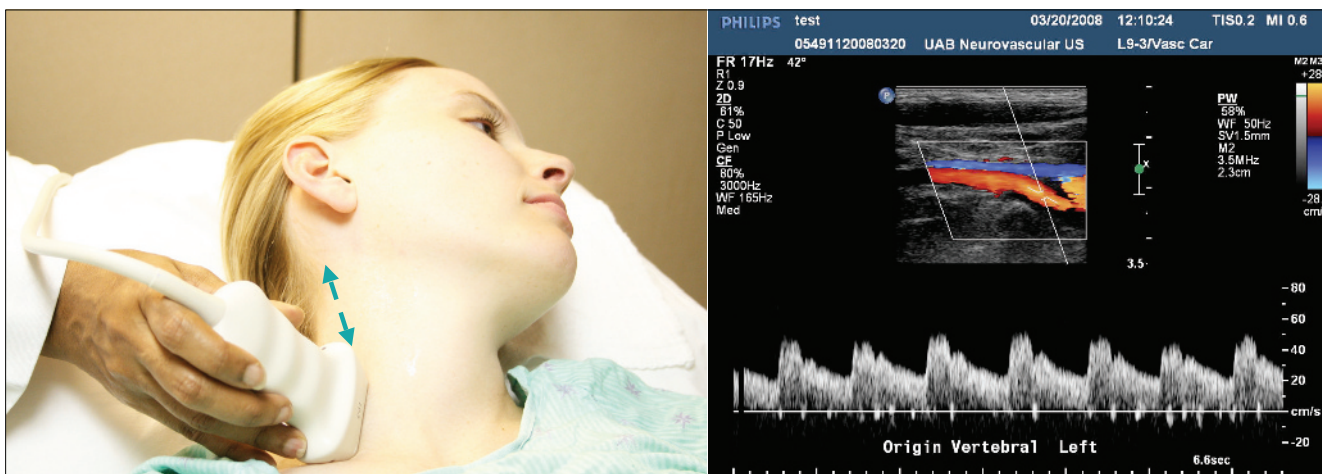 PHILIPS test 03/20/2008 12:10:24 TIS0.2 MI 0.6
05491120080320 UAB Neurovascular US L9-3/Vasc Car
FR 17Hz 42°
R1
Z 0.9
2D
61%
C 50
P Low
Gen
CF
80%
3000Hz
WF 165Hz
Med
P
x
3.5
M2 M3
+28
-28.
cm/s
PW
58%
WF 50Hz
SV1.5mm
M2
3.5MHz
2.3cm
80
60
40
20
cm/s
-20
Origin Vertebral Left
6.6sec